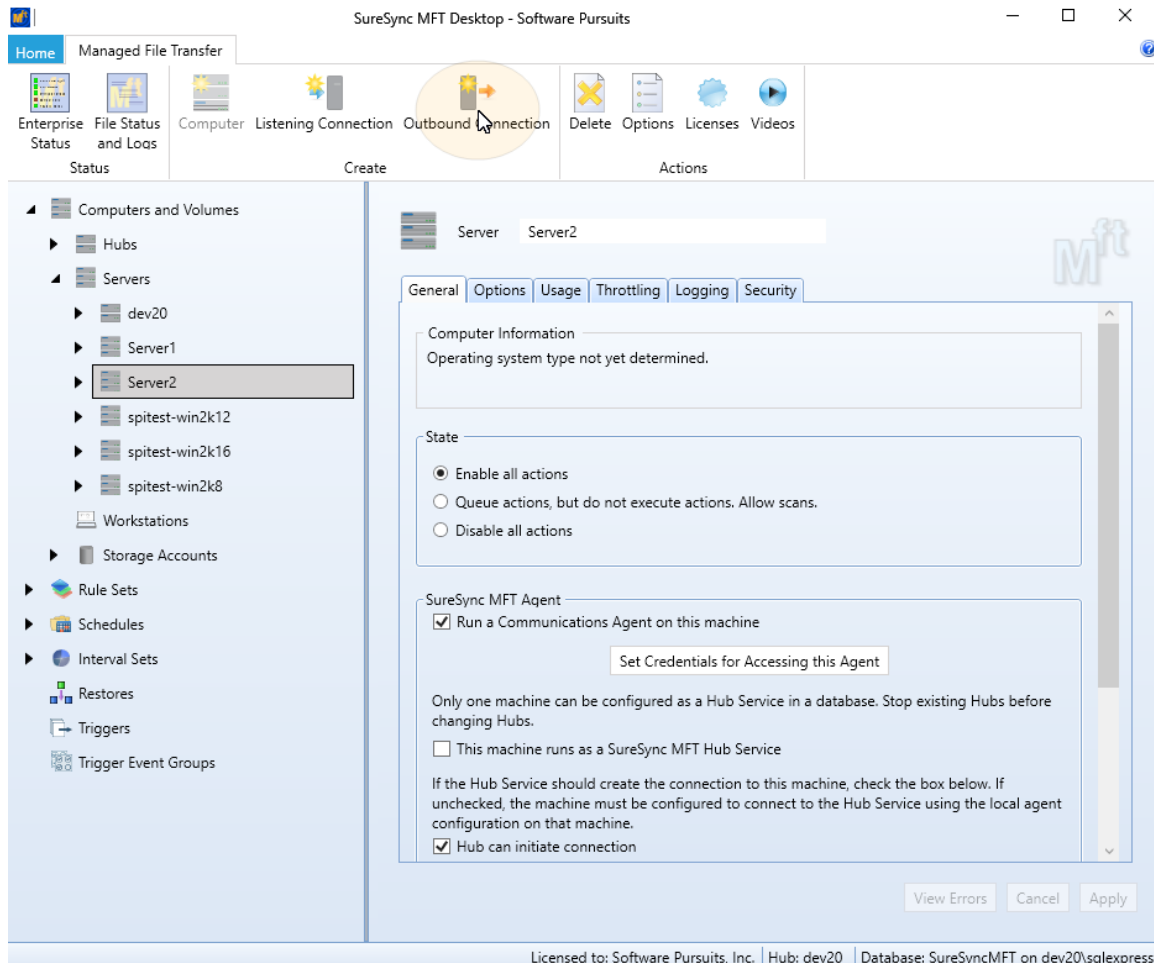 Mft
SureSync MFT Desktop - Software Pursuits
Home
Managed File Transfer
Enterprise Status
File Status and Logs
Computer
Listening Connection
Outbound Connection
Delete
Options
Licenses
Videos
Status
Create
Actions
Computers and Volumes
Hubs
Servers
dev20
Server1
Server2
spitest-win2k12
spitest-win2k16
spitest-win2k8
Workstations
Storage Accounts
Rule Sets
Schedules
Interval Sets
Restores
Triggers
Trigger Event Groups
Server
Server2
Mft
General
Options
Usage
Throttling
Logging
Security
Computer Information
Operating system type not yet determined.
State
Enable all actions
Queue actions, but do not execute actions. Allow scans.
Disable all actions
SureSync MFT Agent
Run a Communications Agent on this machine
Set Credentials for Accessing this Agent
Only one machine can be configured as a Hub Service in a database. Stop existing Hubs before
changing Hubs.
This machine runs as a SureSync MFT Hub Service
If the Hub Service should create the connection to this machine, check the box below. If
unchecked, the machine must be configured to connect to the Hub Service using the local agent
configuration on that machine.
Hub can initiate connection
View Errors
Cancel
Apply
Licensed to: Software Pursuits, Inc.
Hub: dev20
Database: SureSyncMFT on dev20\sqlexpress